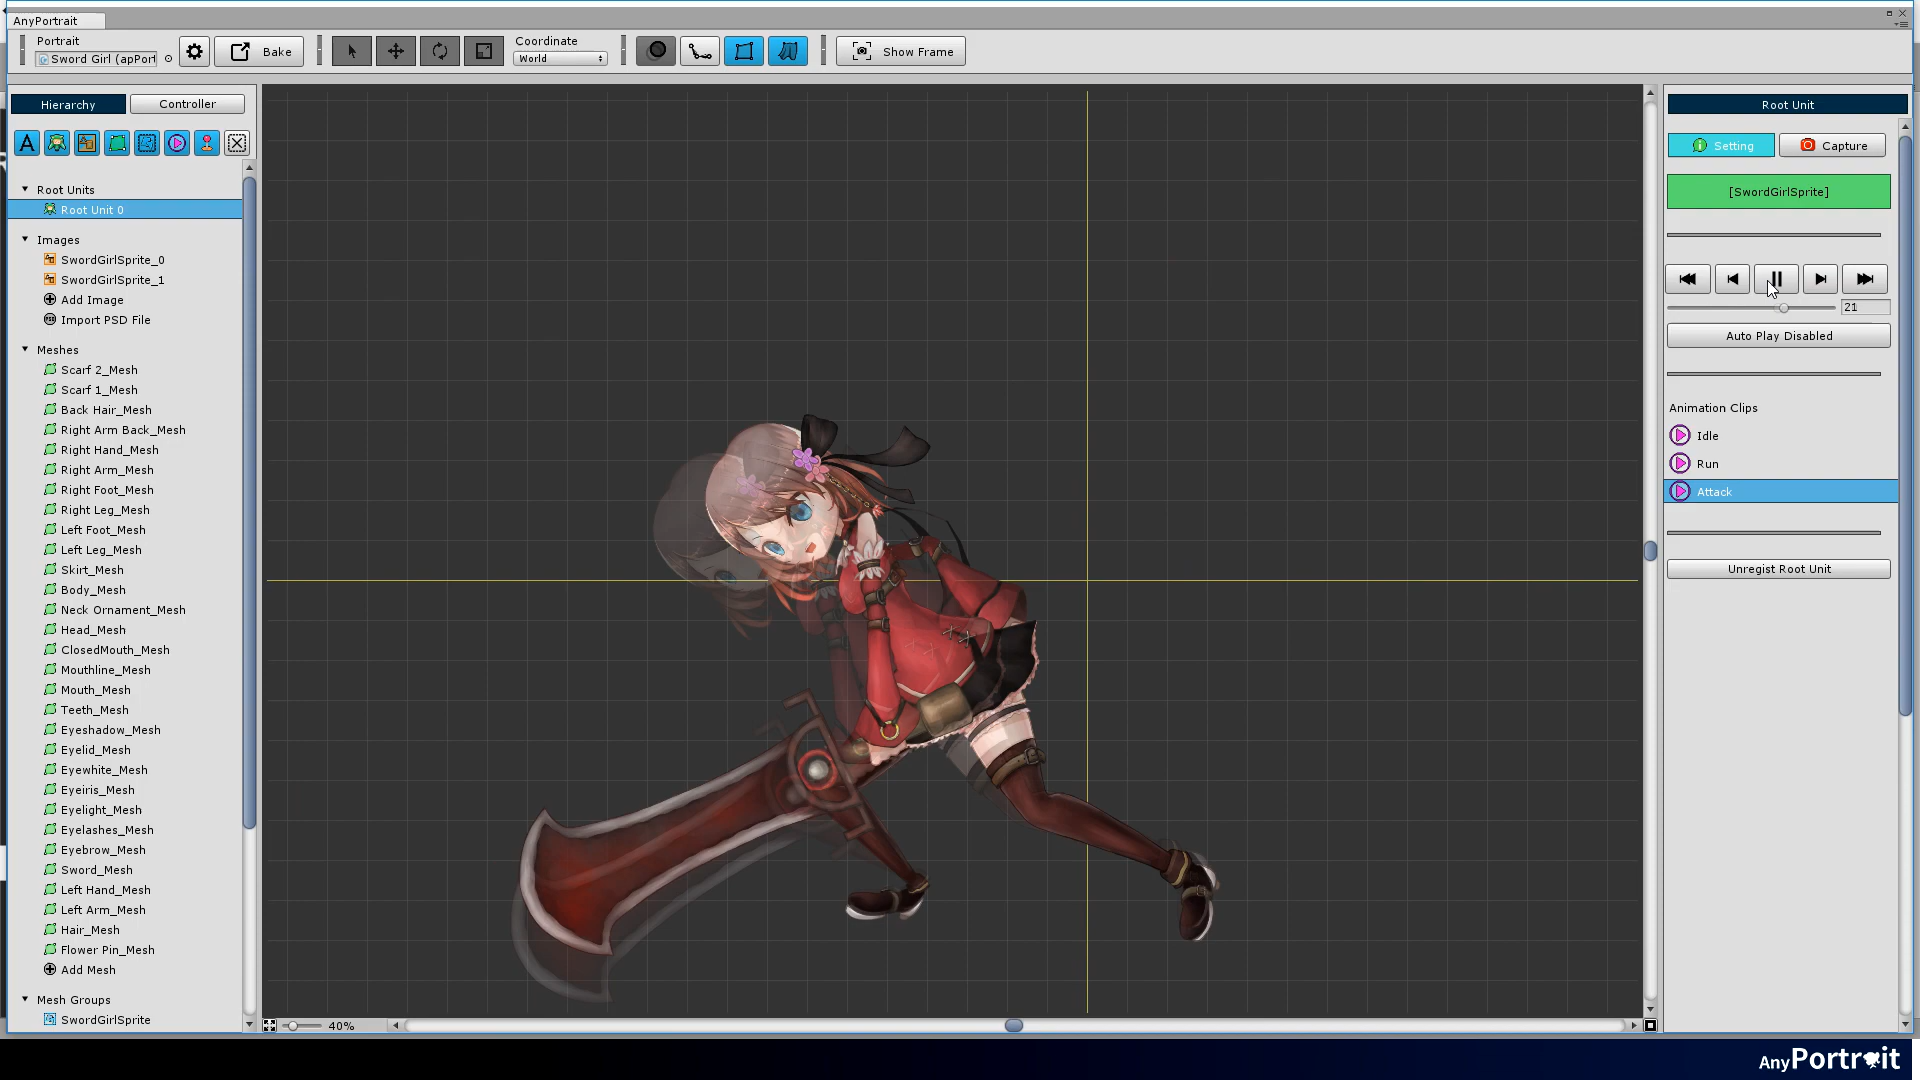 AnyPortrait
Portrait
Sword Girl (apPort
Bake
Coordinate
World
Show Frame
Hierarchy
Controller
A
Root Units
Root Unit 0
Images
SwordGirlSprite_0
SwordGirlSprite_1
Add Image
Import PSD File
Meshes
Scarf 2_Mesh
Scarf 1_Mesh
Back Hair_Mesh
Right Arm Back_Mesh
Right Hand_Mesh
Right Arm_Mesh
Right Foot_Mesh
Right Leg_Mesh
Left Foot_Mesh
Left Leg_Mesh
Skirt_Mesh
Body_Mesh
Neck Ornament_Mesh
Head_Mesh
ClosedMouth_Mesh
Mouthline_Mesh
Mouth_Mesh
Teeth_Mesh
Eyeshadow_Mesh
Eyelid_Mesh
Eyewhite_Mesh
Eyeiris_Mesh
Eyelight_Mesh
Eyelashes_Mesh
Eyebrow_Mesh
Sword_Mesh
Left Hand_Mesh
Left Arm_Mesh
Hair_Mesh
Flower Pin_Mesh
Add Mesh
Mesh Groups
SwordGirlSprite
40%
Root Unit
Setting
Capture
[SwordGirlSprite]
21
Auto Play Disabled
Animation Clips
Idle
Run
Attack
Unregist Root Unit
AnyPortrait